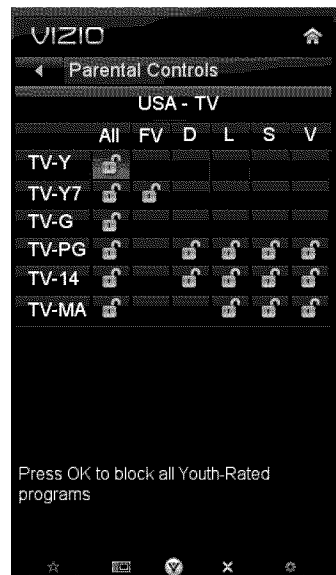 VIZIO
Parental Controls
USA - TV
All FV D L S V
TV-Y
TV-Y7
TV-G
TV-PG
TV-14
TV-MA
Press OK to block all Youth-Rated
programs